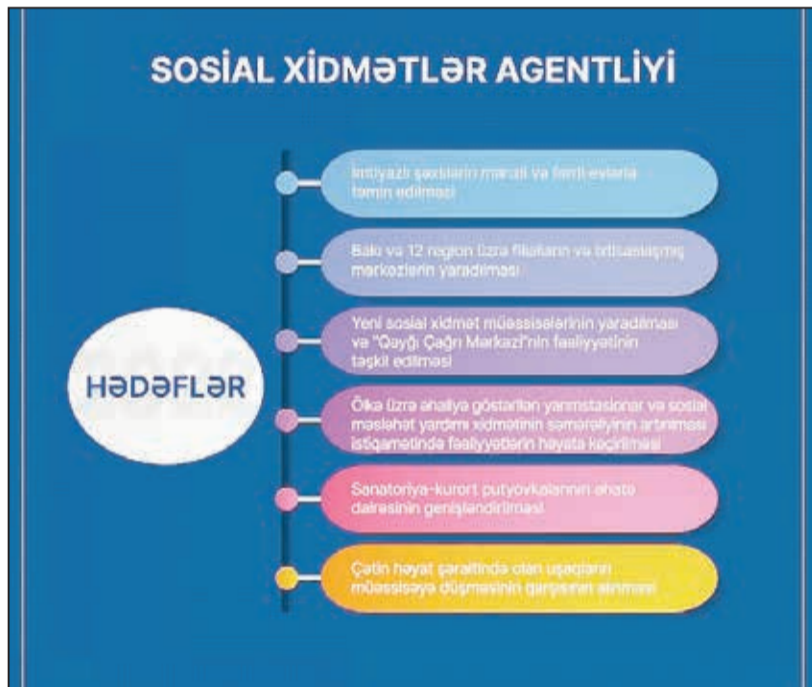 SOSİAL XİDMƏTLƏR AGENTLİYİ
İmtiyazlı şəxslərin mənzil və fərdi evlərlə
təmin edilməsi
Bakı və 12 region üzrə filialların və ixtisaslaşmış
mərkəzlərin yaradılması
Yeni sosial xidmət müəssisələrinin yaradılması
və "Qayğı Çağrı Mərkəzi"nin fəaliyyətinin
təşkil edilməsi
HƏDƏFLƏR
Ölkə üzrə əhaliyə göstərilən yarımstasionar və sosial
məsləhət yardımı xidmətinin səmərəliyinin artırılması
istiqamətində fəaliyyətlərin həyata keçirilməsi
Sanatoriya-kurort putyovkalarının əhatə
dairəsinin genişləndirilməsi
Çətin həyat şəraitində olan uşaqların
müəssisəyə düşməsinin qarşısının alınması